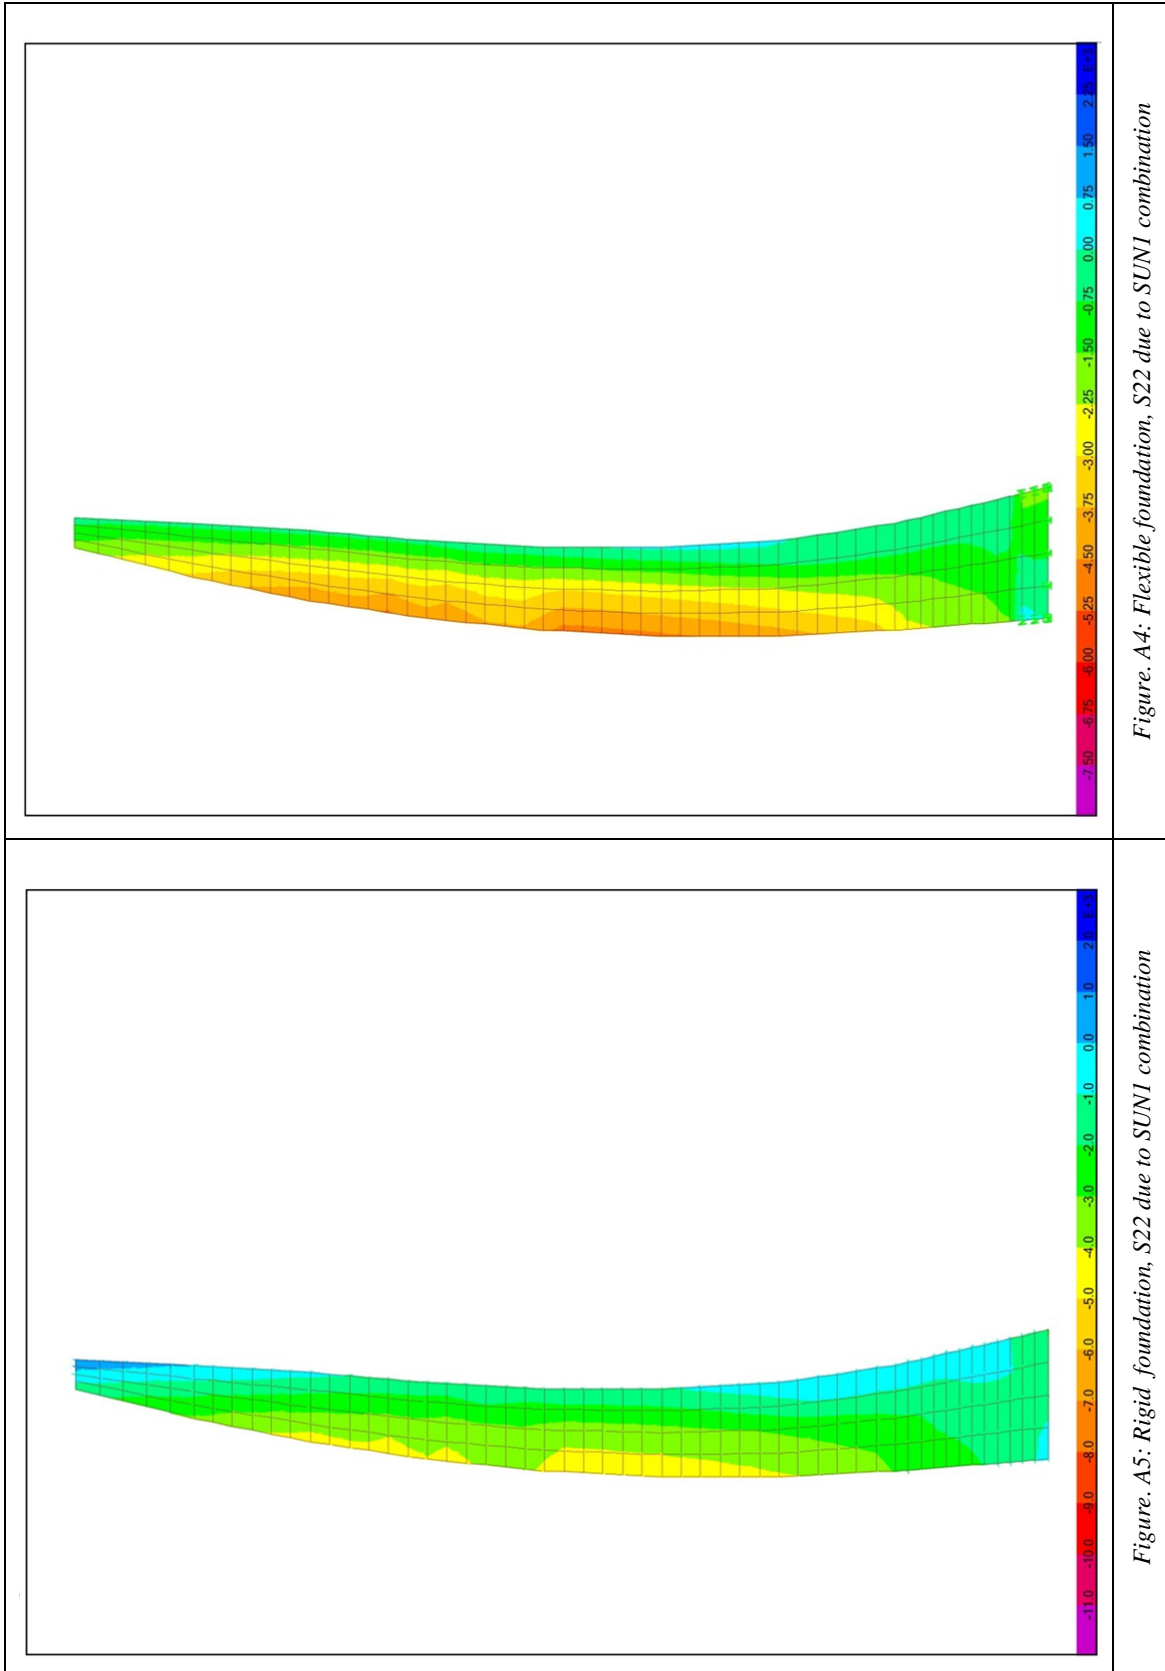 -11.0 -10.0 -9.0 -8.0 -7.0 -6.0 -5.0 -4.0 -3.0 -2.0 -1.0 0.0 1.0 2.0 E+3
Figure. A5: Rigid foundation, S22 due to SUN1 combination
-7.50 -6.75 -6.00 -5.25 -4.50 -3.75 -3.00 -2.25 -1.50 -0.75 0.00 0.75 1.50 2.25 E+3
Figure. A4: Flexible foundation, S22 due to SUN1 combination